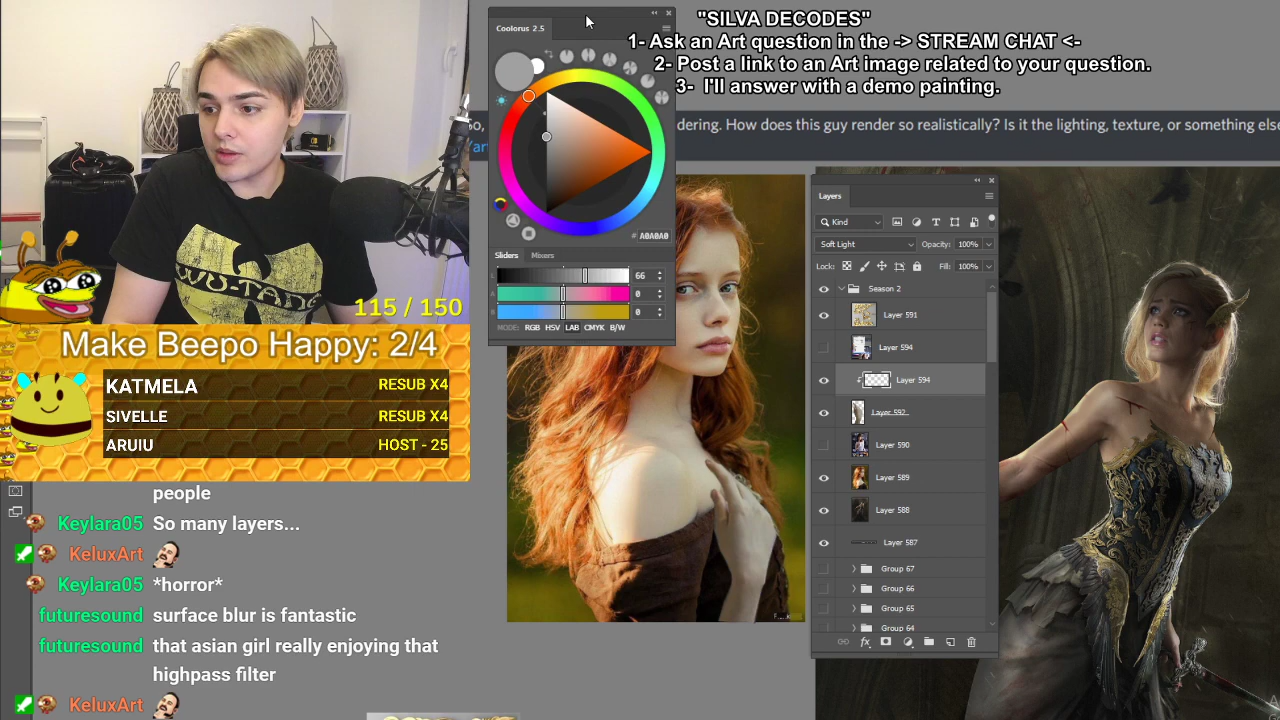 "SILVA DECODES"
1- Ask an Art question in the -> STREAM CHAT <-
2- Post a link to an Art image related to your question.
3- I'll answer with a demo painting.
dering. How does this guy render so realistically? Is it the lighting, texture, or something else
Coolorus 2.5
# A0A0A0
Sliders Mixers
L 66
A 0
B 0
MODE: RGB HSV LAB CMYK B/W
WU-TANG
115 / 150
Make Beepo Happy: 2/4
KATMELA RESUB X4
SIVELLE RESUB X4
ARUIU HOST - 25
people
Keylara05 So many layers...
KeluxArt
Keylara05 *horror*
futuresound surface blur is fantastic
futuresound that asian girl really enjoying that
highpass filter
KeluxArt
Layers
Kind
Soft Light Opacity: 100%
Lock: Fill: 100%
Season 2
Layer 591
Layer 594
Layer 594
Layer 592
Layer 590
Layer 589
Layer 588
Layer 587
Group 67
Group 66
Group 65
Group 64